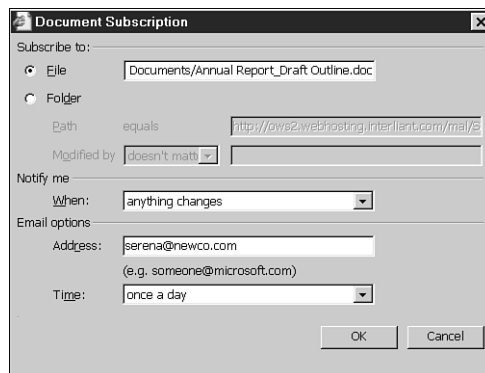 Document Subscription
Subscribe to:
File Documents/Annual Report_Draft Outline.doc
Folder
Path equals http://ows2.webhosting.interliant.com/mal/S
Modified by doesn't matt
Notify me
When: anything changes
Email options
Address: serena@newco.com
(e.g. someone@microsoft.com)
Time: once a day
OK Cancel